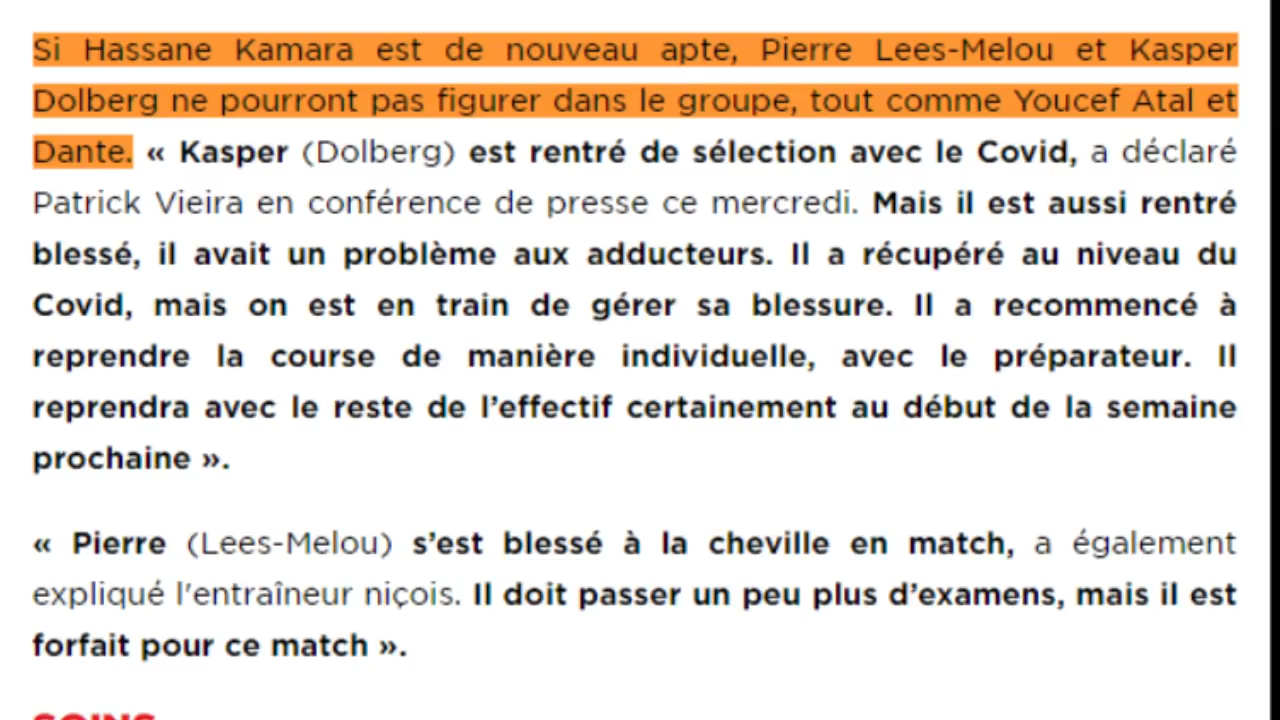 Si Hassane Kamara est de nouveau apte, Pierre Lees-Melou et Kasper
Dolberg ne pourront pas figurer dans le groupe, tout comme Youcef Atal et
Dante. « Kasper (Dolberg) est rentré de sélection avec le Covid, a déclaré
Patrick Vieira en conférence de presse ce mercredi. Mais il est aussi rentré
blessé, il avait un problème aux adducteurs. Il a récupéré au niveau du
Covid, mais on est en train de gérer sa blessure. Il a recommencé à
reprendre la course de manière individuelle, avec le préparateur. Il
reprendra avec le reste de l’effectif certainement au début de la semaine
prochaine ».
« Pierre (Lees-Melou) s’est blessé à la cheville en match, a également
expliqué l'entraîneur niçois. Il doit passer un peu plus d’examens, mais il est
forfait pour ce match ».
SOINS